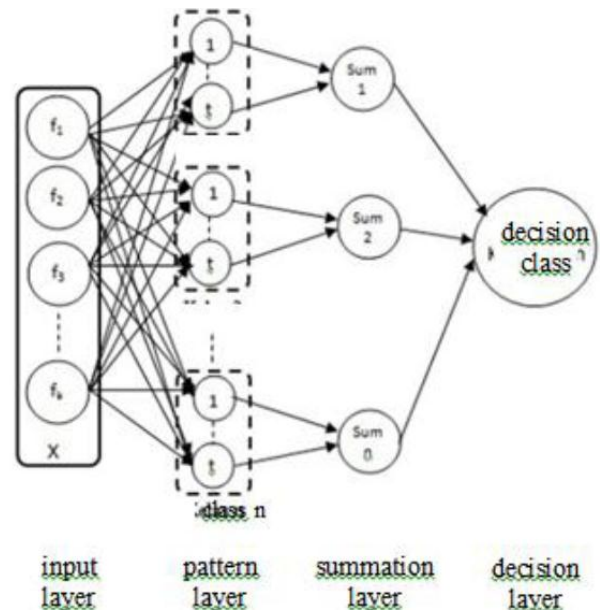 1
t
f₁
f₂
f₃
X
1
t
1
t
class n
Sum
1
Sum
2
Sum
decision
class
input
layer
pattern
layer
summation
layer
decision
layer